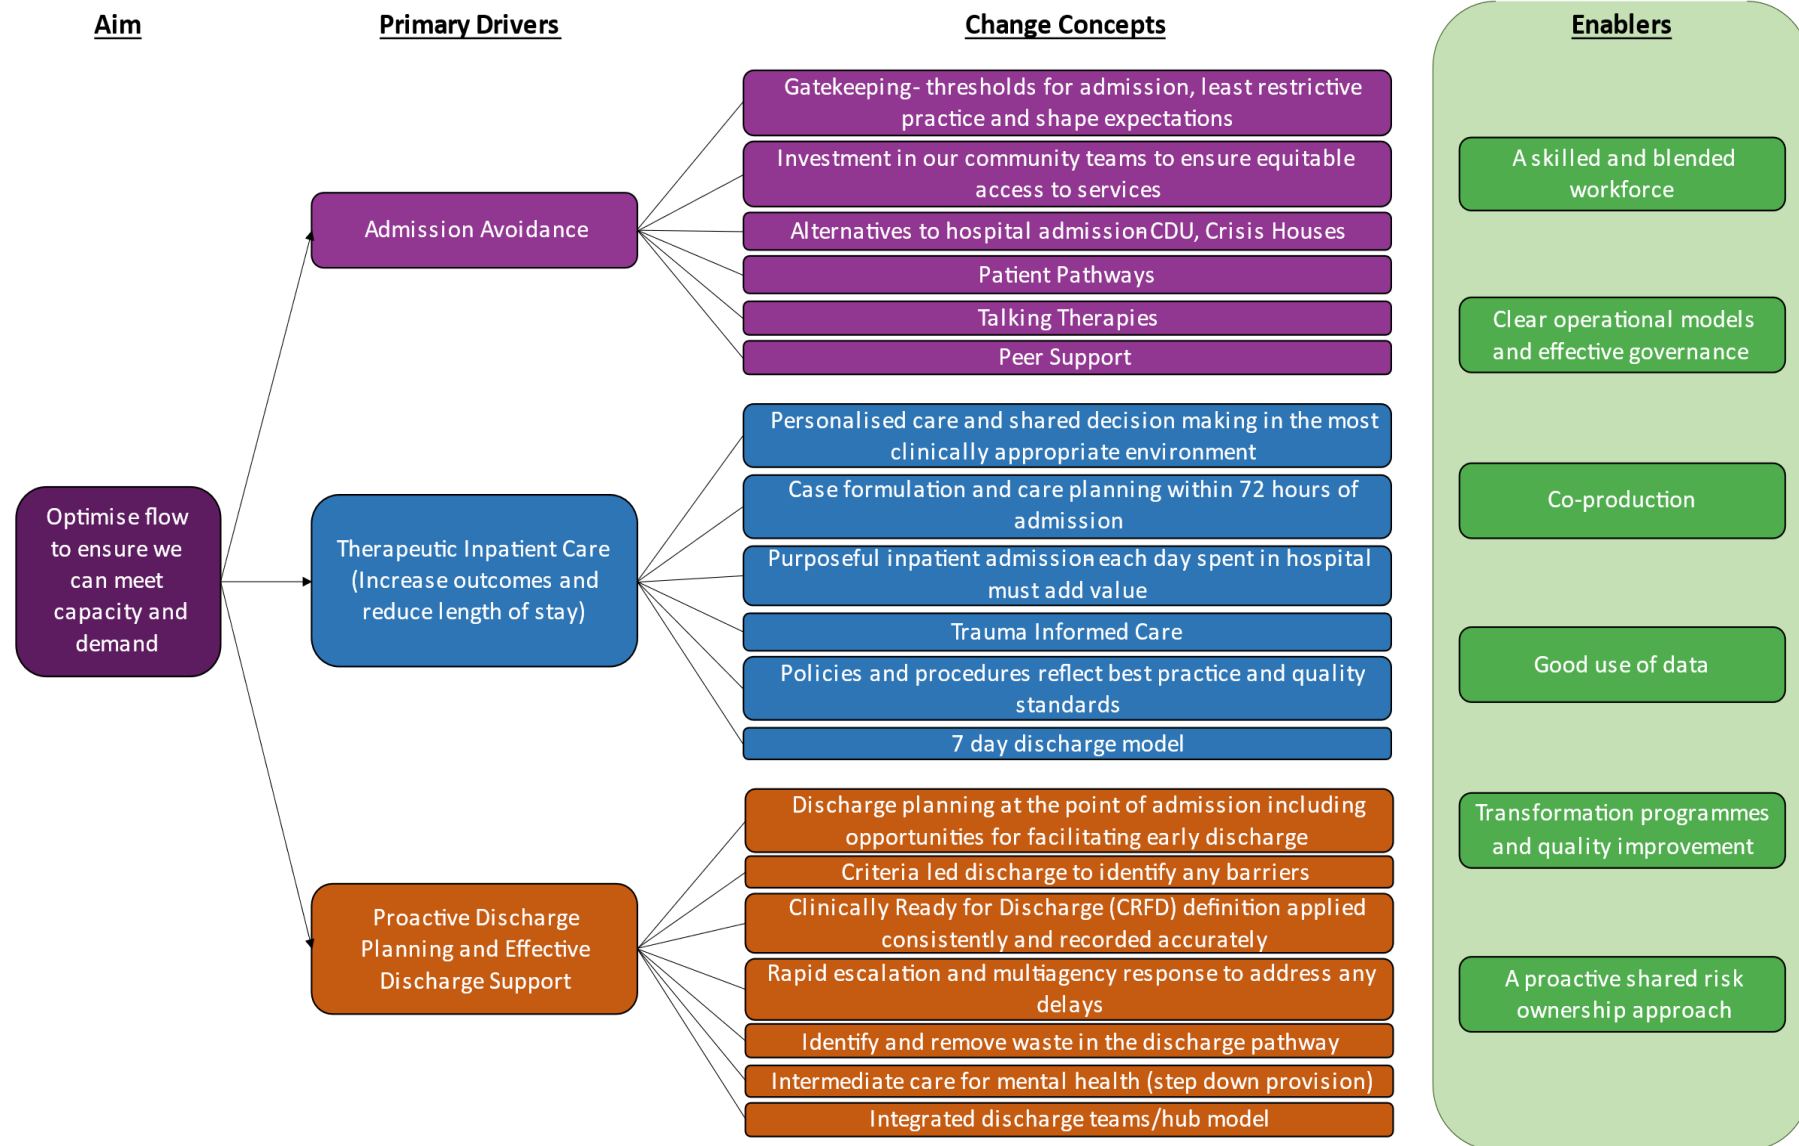 Aim
Primary Drivers
Change Concepts
Enablers
Optimise flow
to ensure we
can meet
capacity and
demand
Admission Avoidance
Gatekeeping- thresholds for admission, least restrictive
practice and shape expectations
Investment in our community teams to ensure equitable
access to services
Alternatives to hospital admission- CDU, Crisis Houses
Patient Pathways
Talking Therapies
Peer Support
Therapeutic Inpatient Care
(Increase outcomes and
reduce length of stay)
Personalised care and shared decision making in the most
clinically appropriate environment
Case formulation and care planning within 72 hours of
admission
Purposeful inpatient admission- each day spent in hospital
must add value
Trauma Informed Care
Policies and procedures reflect best practice and quality
standards
7 day discharge model
Proactive Discharge
Planning and Effective
Discharge Support
Discharge planning at the point of admission including
opportunities for facilitating early discharge
Criteria led discharge to identify any barriers
Clinically Ready for Discharge (CRFD) definition applied
consistently and recorded accurately
Rapid escalation and multiagency response to address any
delays
Identify and remove waste in the discharge pathway
Intermediate care for mental health (step down provision)
Integrated discharge teams/hub model
A skilled and blended
workforce
Clear operational models
and effective governance
Co-production
Good use of data
Transformation programmes
and quality improvement
A proactive shared risk
ownership approach